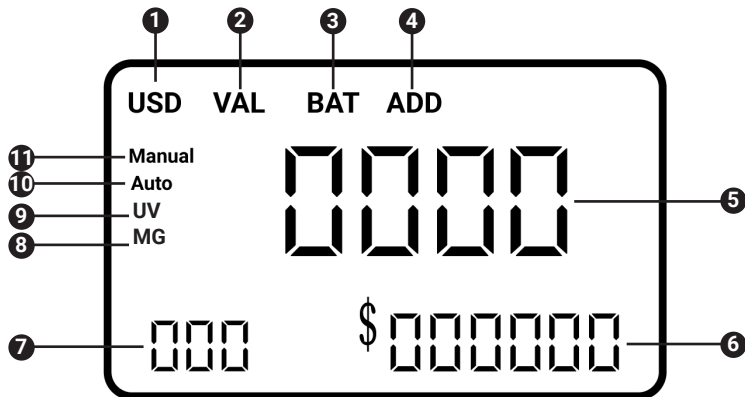 1 2 3 4
USD VAL BAT ADD
11 Manual
10 Auto
9 UV
8 MG
0000 5
7 000
$ 000000 6